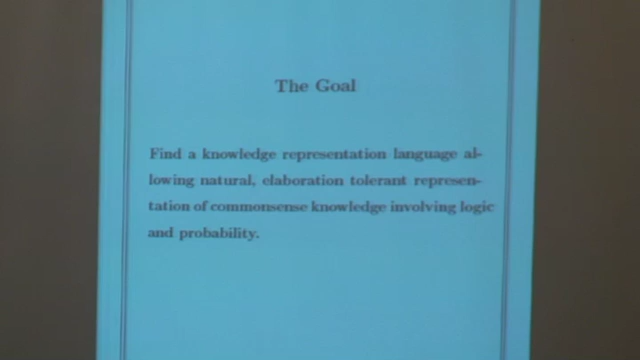 The Goal
Find a knowledge representation language al-
lowing natural, elaboration tolerant represen-
tation of commonsense knowledge involving logic
and probability.